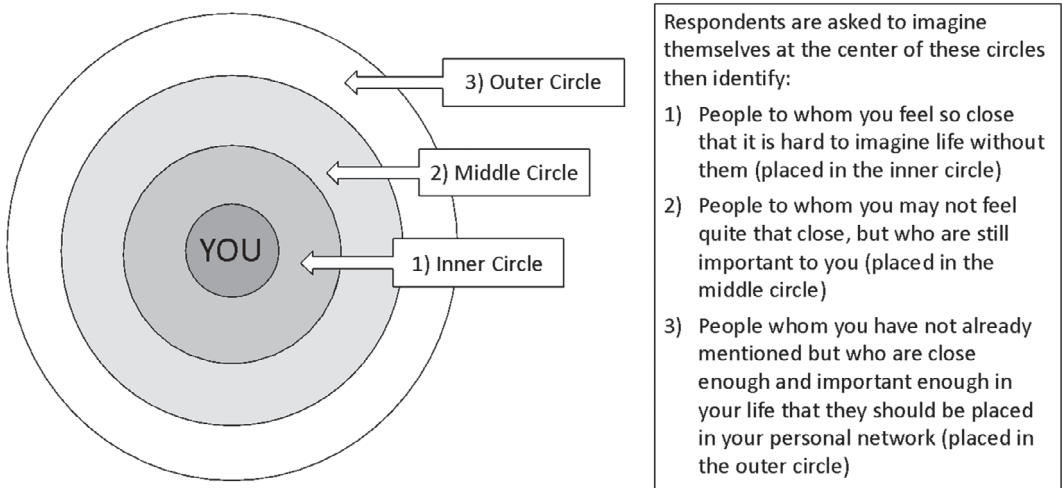 3) Outer Circle
2) Middle Circle
YOU
1) Inner Circle
Respondents are asked to imagine
themselves at the center of these circles
then identify:
1) People to whom you feel so close
that it is hard to imagine life without
them (placed in the inner circle)
2) People to whom you may not feel
quite that close, but who are still
important to you (placed in the
middle circle)
3) People whom you have not already
mentioned but who are close
enough and important enough in
your life that they should be placed
in your personal network (placed in
the outer circle)